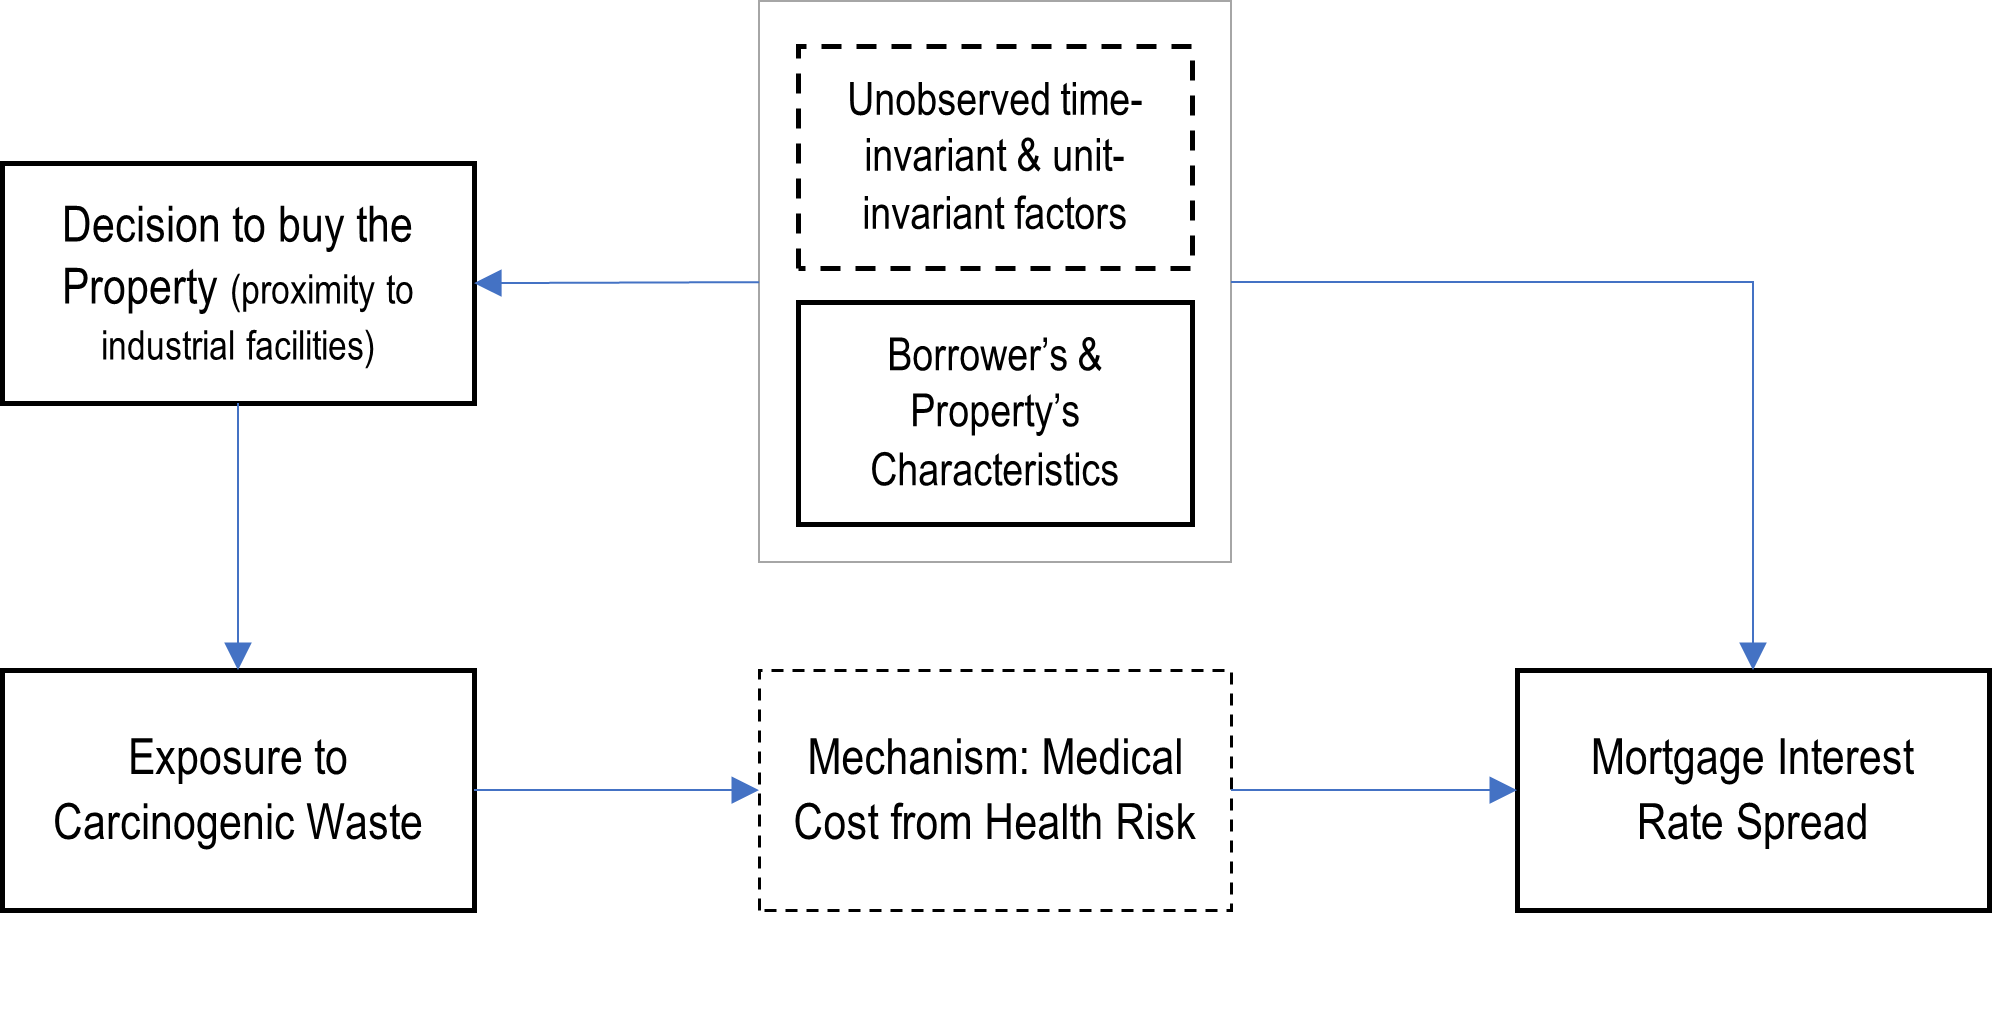 Unobserved time-
invariant & unit-
invariant factors
Decision to buy the
Property (proximity to
industrial facilities)
Borrower’s &
Property’s
Characteristics
Exposure to
Carcinogenic Waste
Mechanism: Medical
Cost from Health Risk
Mortgage Interest
Rate Spread